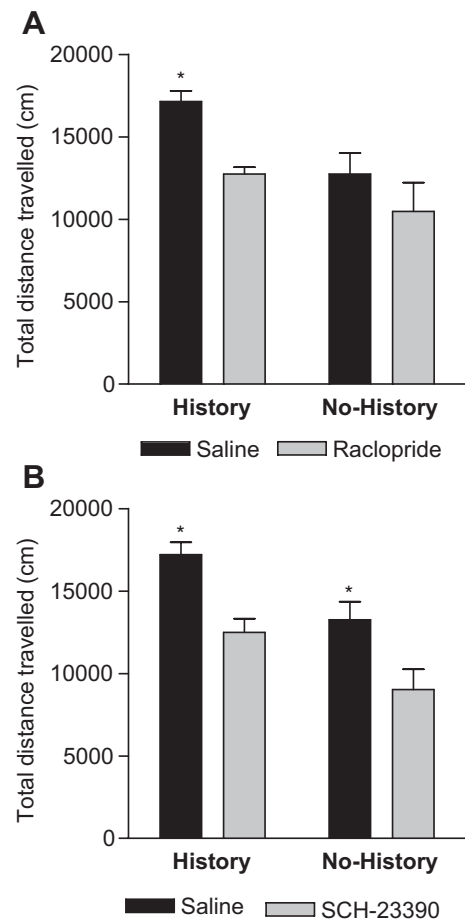 A
Total distance travelled (cm)
20000
15000
10000
5000
0
*
History No-History
Saline Raclopride
B
Total distance travelled (cm)
20000
15000
10000
5000
0
* *
History No-History
Saline SCH-23390